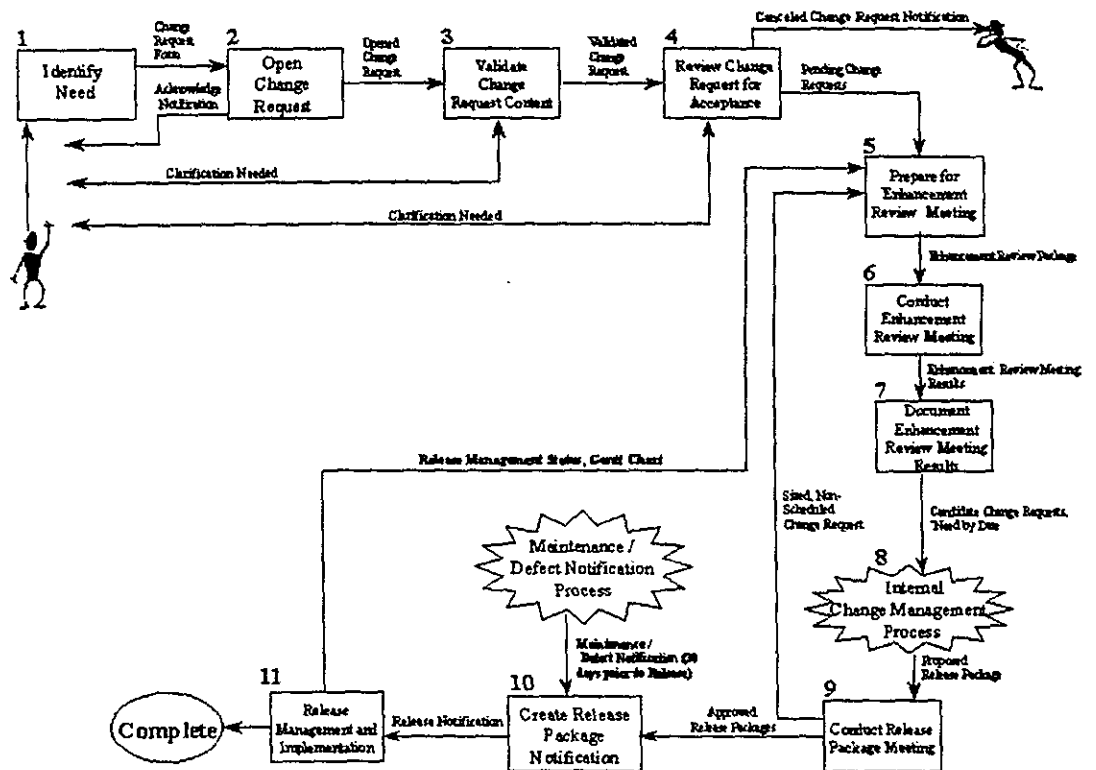 1
Identify
Need
Change
Request
Form
Acknowledge
Notification
2
Open
Change
Request
Opened
Change
Request
3
Validate
Change
Request Content
Validated
Change
Request
4
Review Change
Request for
Acceptance
Canceled Change Request Notification
Pending Change
Requests
Clarification Needed
Clarification Needed
5
Prepare for
Enhancement
Review Meeting
Enhancement Review Package
6
Conduct
Enhancement
Review Meeting
Enhancement Review Meeting
Results
7
Document
Enhancement
Review Meeting
Results
Release Management Status, Gantt Chart
Sized, Non-
Scheduled
Change Request
Candidate Change Requests,
Need by Date
Maintenance /
Defect Notification
Process
8
Internal
Change Management
Process
Maintenance /
Defect Notification (30
days prior to Release)
Proposed
Release Package
11
Release
Management and
Implementation
Complete
Release Notification
10
Create Release
Package
Notification
Approved
Release Packages
9
Conduct Release
Package Meeting